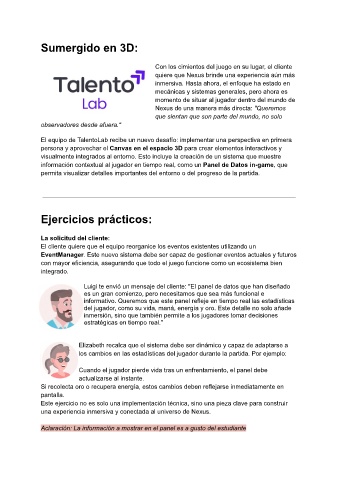 Sumergido en 3D:
Talento
Lab
Con los cimientos del juego en su lugar, el cliente
quiere que Nexus brinde una experiencia aún más
inmersiva. Hasta ahora, el enfoque ha estado en
mecánicas y sistemas generales, pero ahora es
momento de situar al jugador dentro del mundo de
Nexus de una manera más directa: "Queremos
que sientan que son parte del mundo, no solo
observadores desde afuera."
El equipo de TalentoLab recibe un nuevo desafío: implementar una perspectiva en primera
persona y aprovechar el Canvas en el espacio 3D para crear elementos interactivos y
visualmente integrados al entorno. Esto incluye la creación de un sistema que muestre
información contextual al jugador en tiempo real, como un Panel de Datos in-game, que
permita visualizar detalles importantes del entorno o del progreso de la partida.
Ejercicios prácticos:
La solicitud del cliente:
El cliente quiere que el equipo reorganice los eventos existentes utilizando un
EventManager. Este nuevo sistema debe ser capaz de gestionar eventos actuales y futuros
con mayor eficiencia, asegurando que todo el juego funcione como un ecosistema bien
integrado.
Luigi te envió un mensaje del cliente: "El panel de datos que han diseñado
es un gran comienzo, pero necesitamos que sea más funcional e
informativo. Queremos que este panel refleje en tiempo real las estadísticas
del jugador, como su vida, maná, energía y oro. Este detalle no solo añade
inmersión, sino que también permite a los jugadores tomar decisiones
estratégicas en tiempo real."
Elizabeth recalca que el sistema debe ser dinámico y capaz de adaptarse a
los cambios en las estadísticas del jugador durante la partida. Por ejemplo:
Cuando el jugador pierde vida tras un enfrentamiento, el panel debe
actualizarse al instante.
Si recolecta oro o recupera energía, estos cambios deben reflejarse inmediatamente en
pantalla.
Este ejercicio no es solo una implementación técnica, sino una pieza clave para construir
una experiencia inmersiva y conectada al universo de Nexus.
Aclaración: La información a mostrar en el panel es a gusto del estudiante